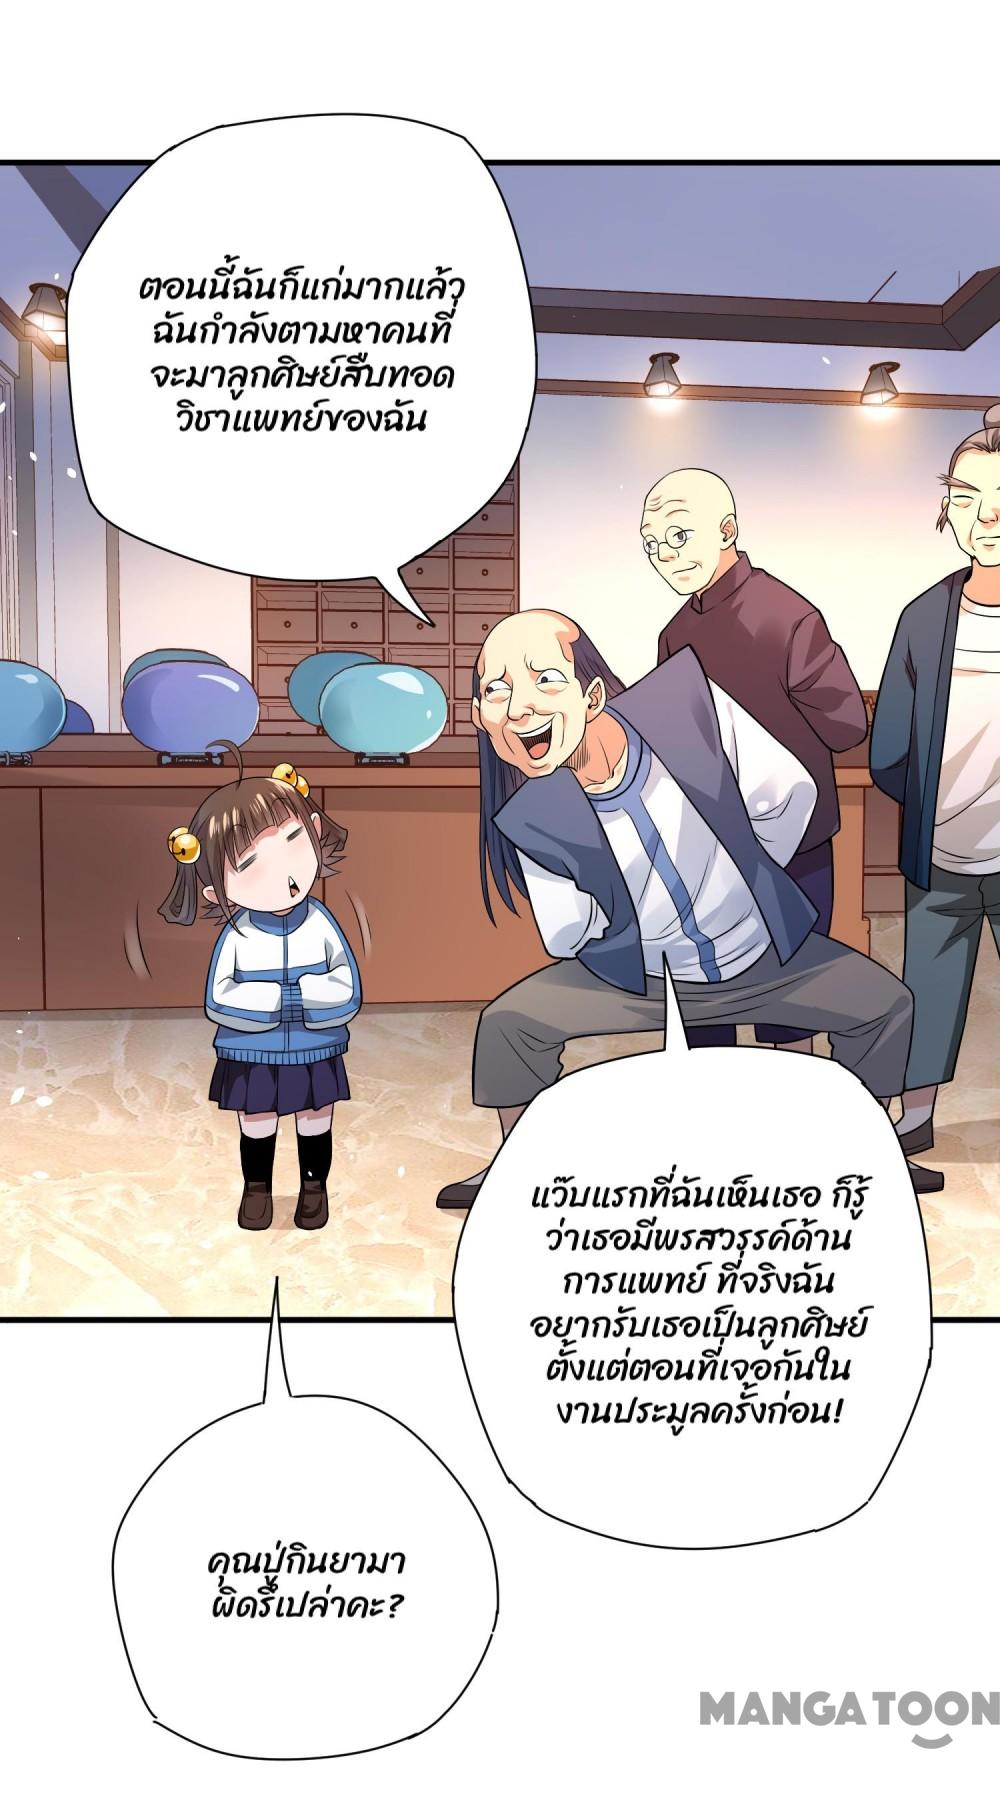 ตอนนี้ฉันก็แก่มากแล้ว
ฉันกำลังตามหาคนที่
จะมาลูกศิษย์สืบทอด
วิชาแพทย์ของฉัน
แว๊บแรกที่ฉันเห็นเธอ ก็รู้
ว่าเธอมีพรสวรรค์ด้าน
การแพทย์ ที่จริงฉัน
อยากรับเธอเป็นลูกศิษย์
ตั้งแต่ตอนที่เจอกันใน
งานประมูลครั้งก่อน!
คุณปู่กินยามา
ผิดรึเปล่าคะ?
MANGATOON